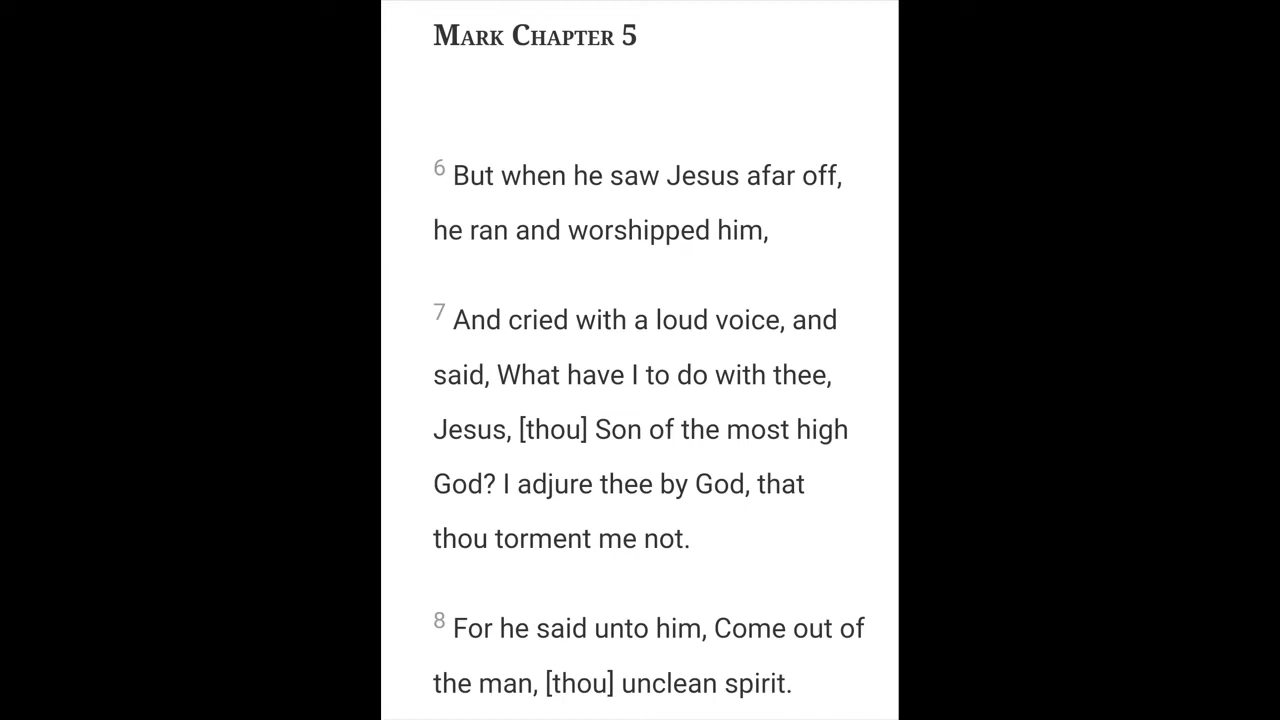 Mark Chapter 5
6 But when he saw Jesus afar off,
he ran and worshipped him,
7 And cried with a loud voice, and
said, What have I to do with thee,
Jesus, [thou] Son of the most high
God? I adjure thee by God, that
thou torment me not.
8 For he said unto him, Come out of
the man, [thou] unclean spirit.